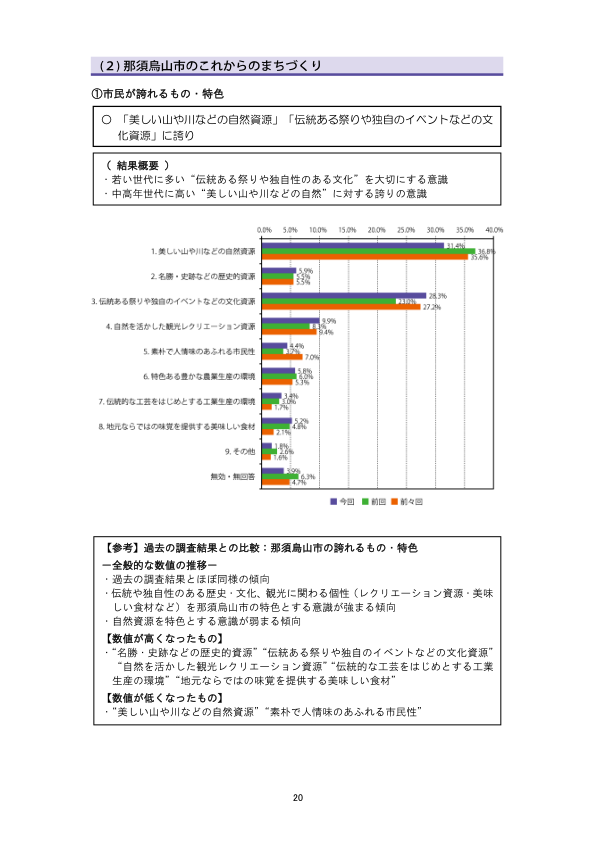 (2)那須烏山市のこれからのまちづくり
①市民が誇れるもの・特色
○ 「美しい山や川などの自然資源」「伝統ある祭りや独自のイベントなどの文
化資源」に誇り
( 結果概要 )
・若い世代に多い“伝統ある祭りや独自性のある文化”を大切にする意識
・中高年世代に高い“美しい山や川などの自然”に対する誇りの意識
0.0% 5.0% 10.0% 15.0% 20.0% 25.0% 30.0% 35.0% 40.0%
1. 美しい山や川などの自然資源 31.4% 36.8% 35.6%
2. 名勝・史跡などの歴史的資源 5.9% 5.5% 5.5%
3. 伝統ある祭りや独自のイベントなどの文化資源 28.3% 27.2%
4. 自然を活かした観光レクリエーション資源 9.9% 8.3% 9.4%
5. 素朴で人情味のあふれる市民性 4.4% 3.7% 7.0%
6. 特色ある豊かな農業生産の環境 5.8% 6.0% 5.3%
7. 伝統的な工芸をはじめとする工業生産の環境 3.4% 3.0% 1.7%
8. 地元ならではの味覚を提供する美味しい食材 5.2% 4.8% 2.1%
9. その他 1.8% 2.6% 1.6%
無効・無回答 3.9% 6.3% 4.7%
今回 前回 前々回
【参考】過去の調査結果との比較:那須烏山市の誇れるもの・特色
ー全般的な数値の推移ー
・過去の調査結果とほぼ同様の傾向
・伝統や独自性のある歴史・文化、観光に関わる個性(レクリエーション資源・美味
しい食材など)を那須烏山市の特色とする意識が強まる傾向
・自然資源を特色とする意識が弱まる傾向
【数値が高くなったもの】
・“名勝・史跡などの歴史的資源”“伝統ある祭りや独自のイベントなどの文化資源”
“自然を活かした観光レクリエーション資源”“伝統的な工芸をはじめとする工業
生産の環境”“地元ならではの味覚を提供する美味しい食材”
【数値が低くなったもの】
・“美しい山や川などの自然資源”“素朴で人情味のあふれる市民性”
20